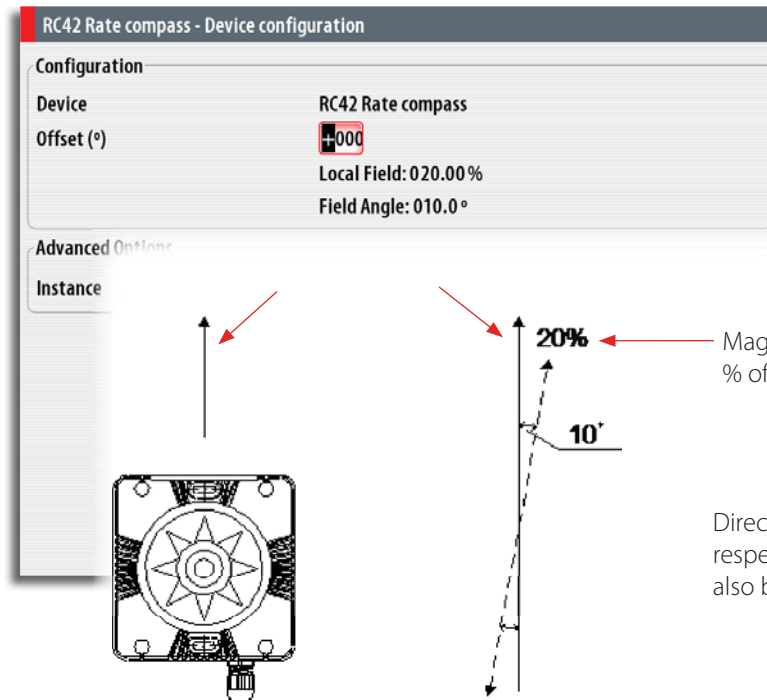 RC42 Rate compass - Device configuration
Configuration
Device RC42 Rate compass
Offset (º) +000
Local Field: 020.00 %
Field Angle: 010.0 º
Advanced Options
Instance
20%
Mag
% of
10°
Direc
respe
also b